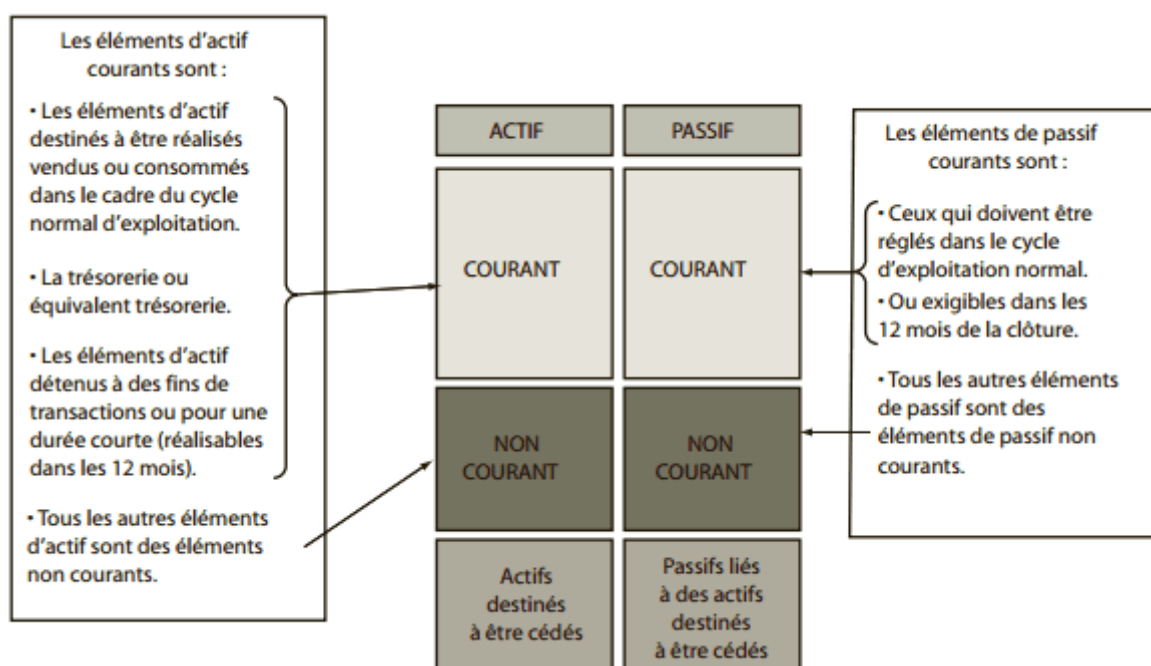 Les éléments d'actif
courants sont :
• Les éléments d'actif
destinés à être réalisés
vendus ou consommés
dans le cadre du cycle
normal d'exploitation.
• La trésorerie ou
équivalent trésorerie.
• Les éléments d'actif
détenus à des fins de
transactions ou pour une
durée courte (réalisables
dans les 12 mois).
• Tous les autres éléments
d'actif sont des éléments
non courants.
ACTIF
PASSIF
COURANT
COURANT
NON
COURANT
NON
COURANT
Actifs
destinés
à être cédés
Passifs liés
à des actifs
destinés
à être cédés
Les éléments de passif
courants sont :
• Ceux qui doivent être
réglés dans le cycle
d'exploitation normal.
• Ou exigibles dans les
12 mois de la clôture.
• Tous les autres éléments
de passif sont des
éléments de passif non
courants.